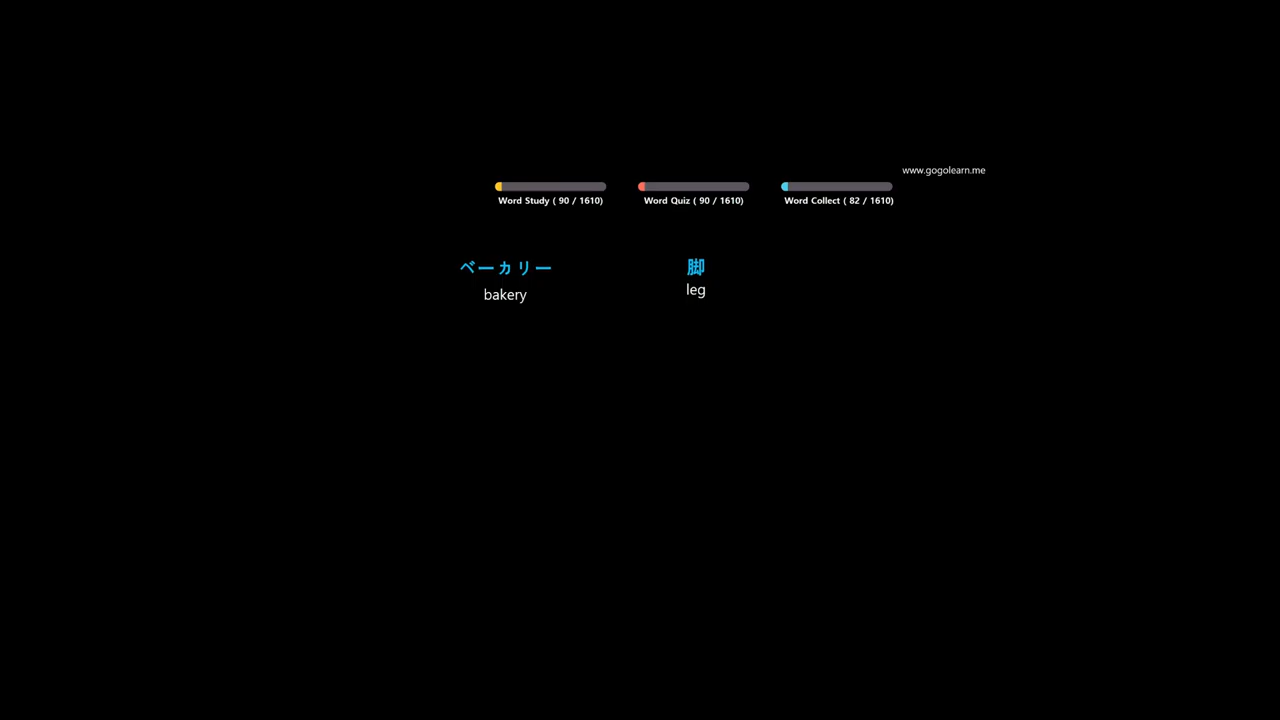 www.gogolearn.me
Word Study ( 90 / 1610)
Word Quiz ( 90 / 1610)
Word Collect ( 82 / 1610)
ベーカリー
bakery
脚
leg